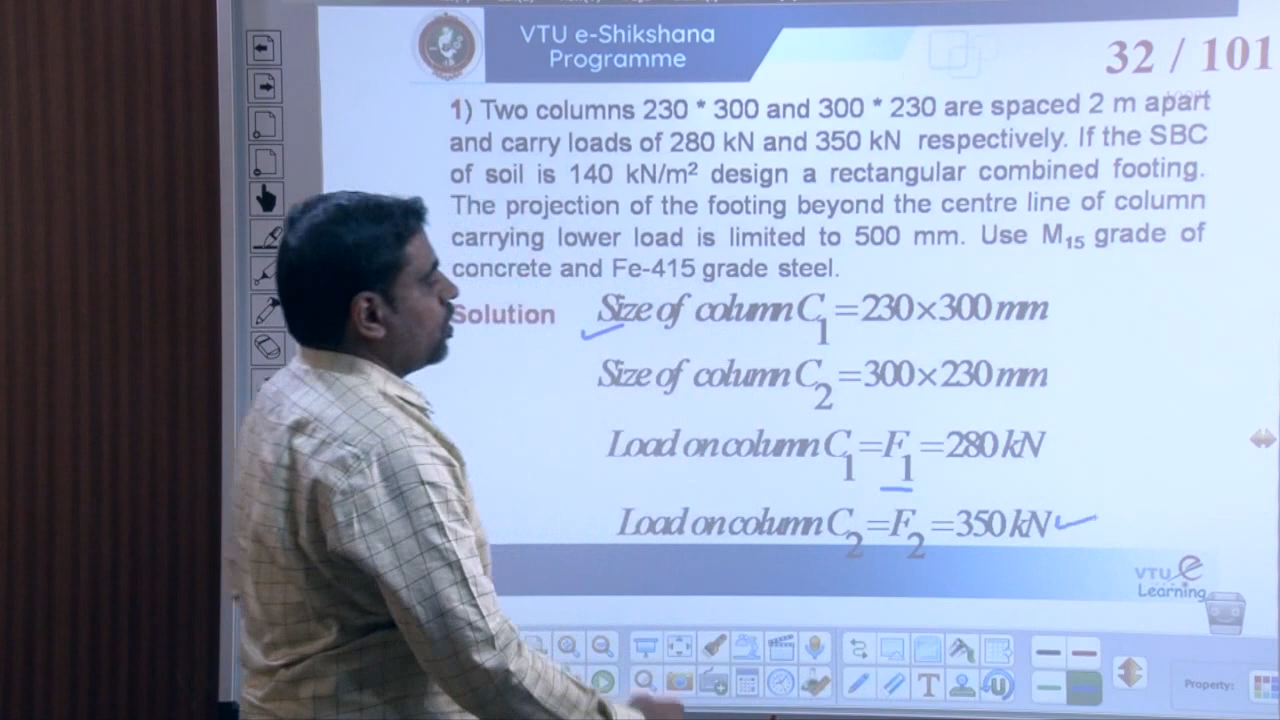 VTU e-Shikshana
Programme
32 / 101
1) Two columns 230 * 300 and 300 * 230 are spaced 2 m apart
and carry loads of 280 kN and 350 kN respectively. If the SBC
of soil is 140 kN/m² design a rectangular combined footing.
The projection of the footing beyond the centre line of column
carrying lower load is limited to 500 mm. Use M₁₅ grade of
concrete and Fe-415 grade steel.
Solution Size of column C₁ = 230×300 mm
Size of column C₂ = 300×230 mm
Load on column C₁ = F₁ = 280 kN
Load on column C₂ = F₂ = 350 kN
VTU e
Learning
T
Property: